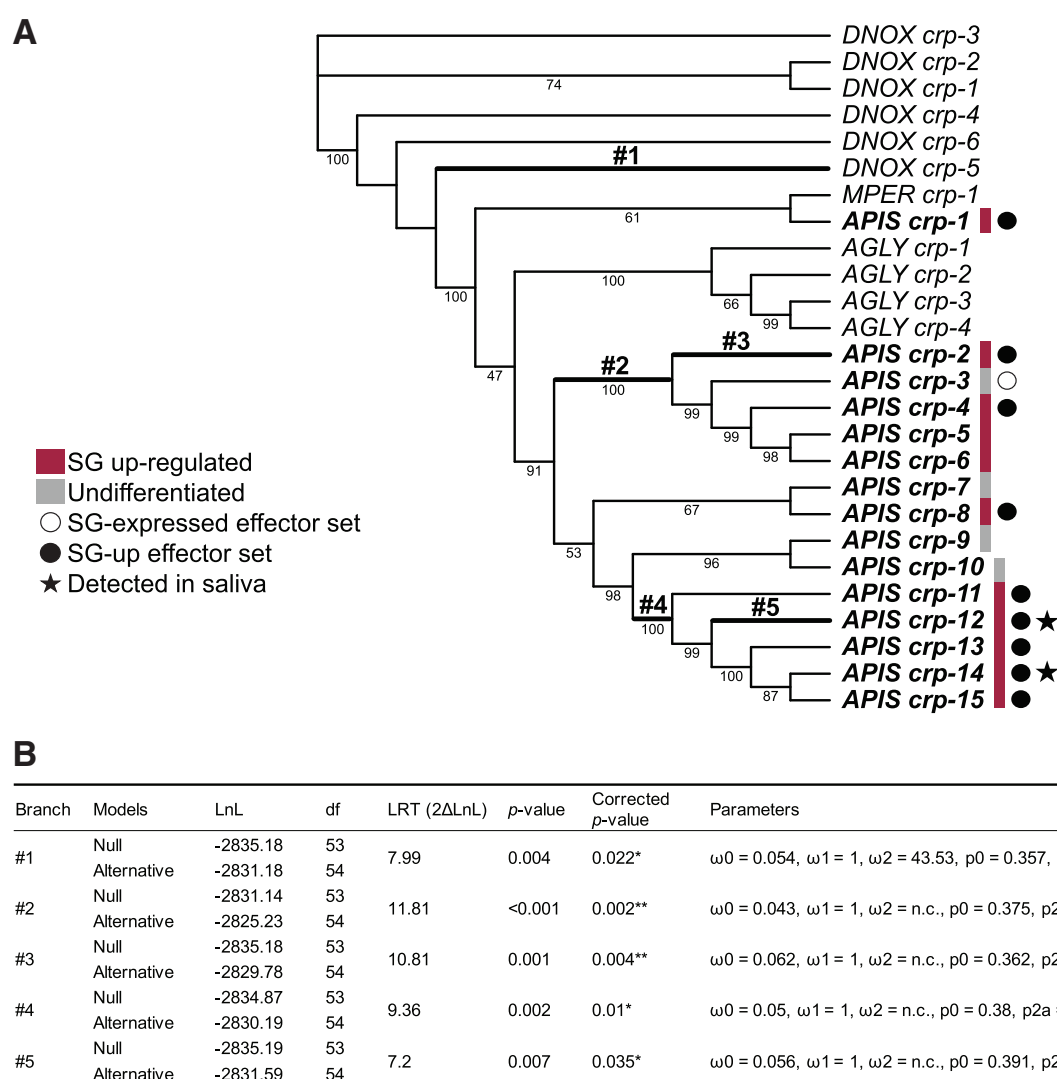 A
DNOX crp-3
DNOX crp-2
74
DNOX crp-1
DNOX crp-4
DNOX crp-6
100
#1
DNOX crp-5
MPER crp-1
61
APIS crp-1
AGLY crp-1
100
AGLY crp-2
100
66
AGLY crp-3
99
AGLY crp-4
#3
APIS crp-2
#2
47
100
APIS crp-3
99
APIS crp-4
99
APIS crp-5
98
APIS crp-6
91
APIS crp-7
67
APIS crp-8
53
APIS crp-9
96
APIS crp-10
98
#4
APIS crp-11
#5
100
APIS crp-12
99
APIS crp-13
100
APIS crp-14
87
APIS crp-15
SG up-regulated
Undifferentiated
SG-expressed effector set
SG-up effector set
Detected in saliva
B
Branch Models LnL df LRT (2ΔLnL) p-value Corrected p-value Parameters
#1 Null -2835.18 53 7.99 0.004 0.022* ω0 = 0.054, ω1 = 1, ω2 = 43.53, p0 = 0.357,
Alternative -2831.18 54
#2 Null -2831.14 53 11.81 <0.001 0.002** ω0 = 0.043, ω1 = 1, ω2 = n.c., p0 = 0.375, p2
Alternative -2825.23 54
#3 Null -2835.18 53 10.81 0.001 0.004** ω0 = 0.062, ω1 = 1, ω2 = n.c., p0 = 0.362, p2
Alternative -2829.78 54
#4 Null -2834.87 53 9.36 0.002 0.01* ω0 = 0.05, ω1 = 1, ω2 = n.c., p0 = 0.38, p2a =
Alternative -2830.19 54
#5 Null -2835.19 53 7.2 0.007 0.035* ω0 = 0.056, ω1 = 1, ω2 = n.c., p0 = 0.391, p2
Alternative -2831.59 54